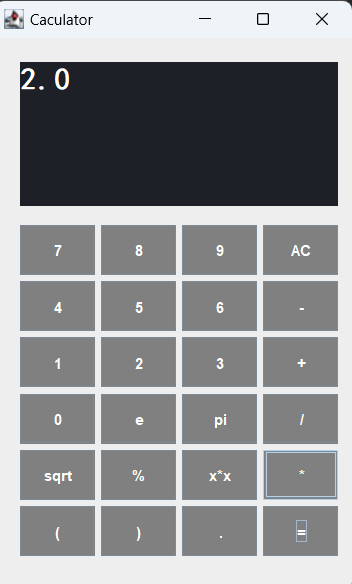 Caculator
2.0
7 8 9 AC
4 5 6 -
1 2 3 +
0 e pi /
sqrt % x*x *
( ) . =